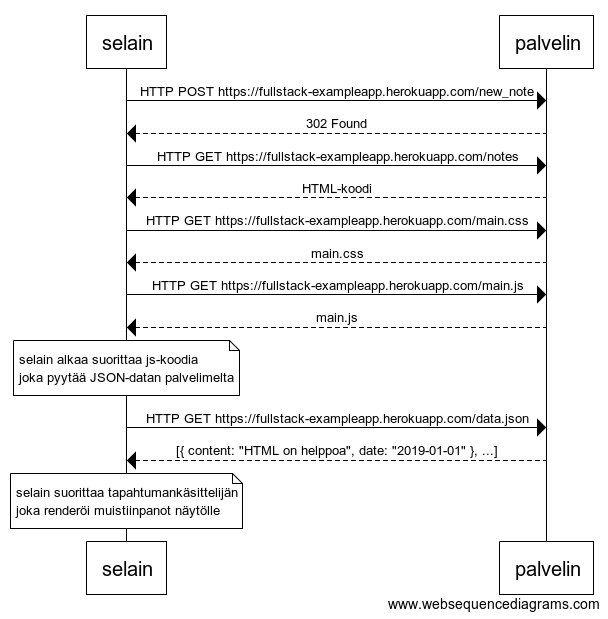 selain
palvelin
HTTP POST https://fullstack-exampleapp.herokuapp.com/new_note
302 Found
HTTP GET https://fullstack-exampleapp.herokuapp.com/notes
HTML-koodi
HTTP GET https://fullstack-exampleapp.herokuapp.com/main.css
main.css
HTTP GET https://fullstack-exampleapp.herokuapp.com/main.js
main.js
selain alkaa suorittaa js-koodia
joka pyytää JSON-datan palvelimelta
HTTP GET https://fullstack-exampleapp.herokuapp.com/data.json
[{ content: "HTML on helppoa", date: "2019-01-01" }, ...]
selain suorittaa tapahtumankäsittelijän
joka renderöi muistiinpanot näytölle
selain
palvelin
www.websequencediagrams.com